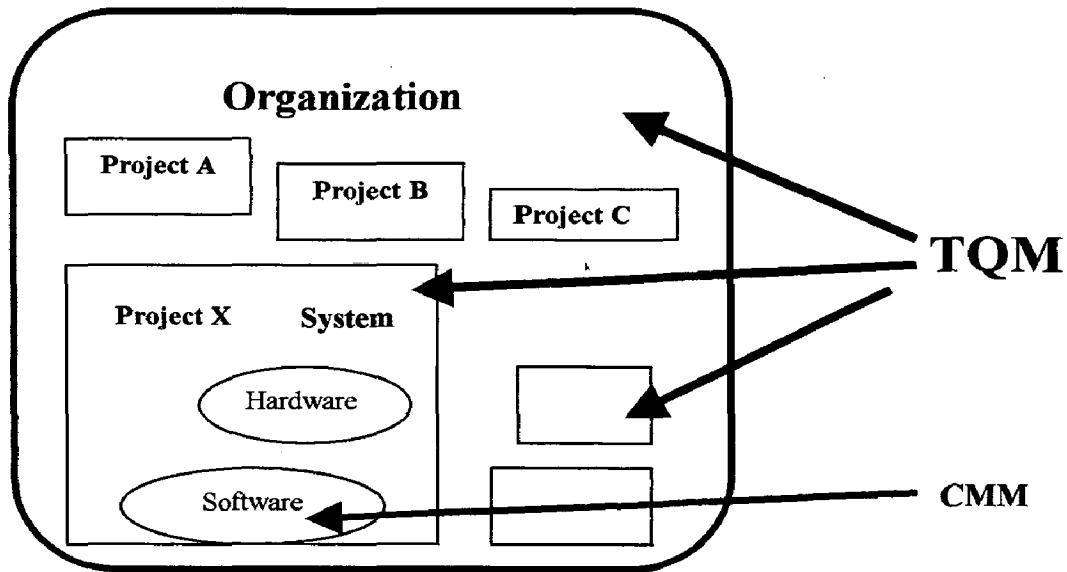 Organization
Project A
Project B
Project C
TQM
Project X System
Hardware
Software
CMM